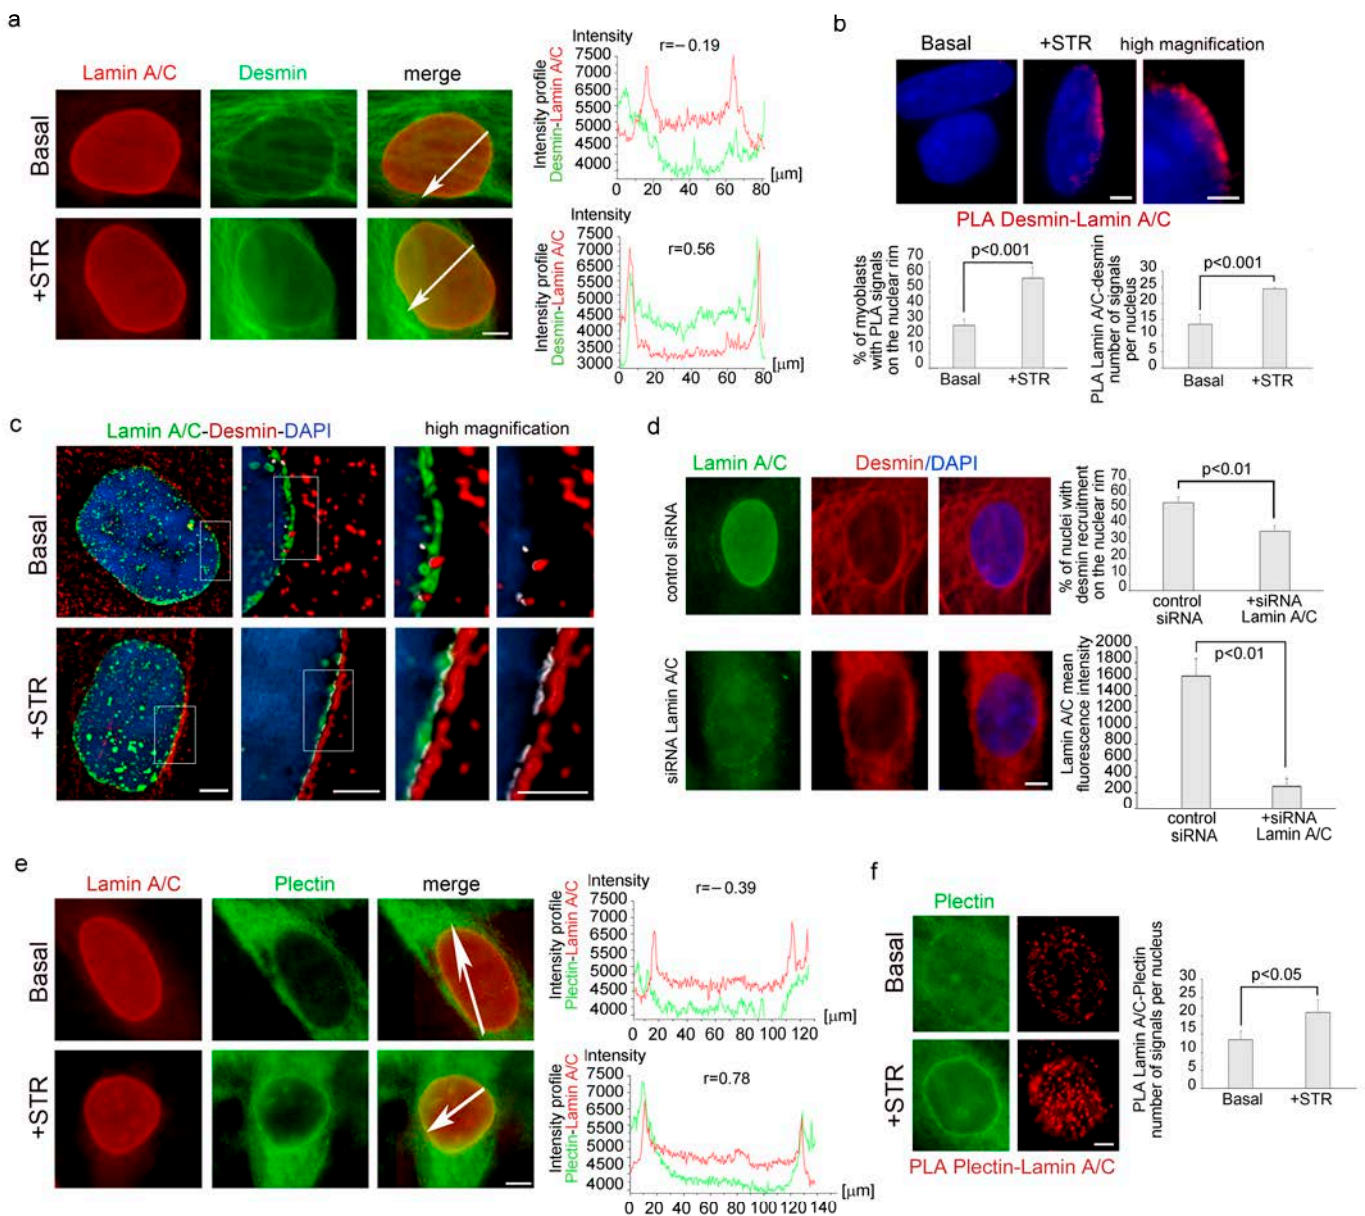 a
Lamin A/C
Desmin
merge
Basal
+STR
Intensity
r=−0.19
Intensity profile
Desmin-Lamin A/C
7500
7000
6500
6000
5500
5000
4500
4000
0 20 40 60 80 [μm]
Intensity
r=0.56
Intensity profile
Desmin-Lamin A/C
7500
7000
6500
6000
5500
5000
4500
4000
3500
3000
0 20 40 60 80 [μm]
b
Basal
+STR
high magnification
PLA Desmin-Lamin A/C
% of myoblasts
with PLA signals
on the nuclear rim
70
60
50
40
30
20
10
0
p<0.001
Basal
+STR
PLA Lamin A/C-desmin
number of signals
per nucleus
30
25
20
15
10
5
0
p<0.001
Basal
+STR
c
Lamin A/C-Desmin-DAPI
high magnification
Basal
+STR
d
Lamin A/C
Desmin/DAPI
control siRNA
siRNA Lamin A/C
% of nuclei with
desmin recruitment
on the nuclear rim
70
60
50
40
30
20
10
0
p<0.01
control
siRNA
+siRNA
Lamin A/C
Lamin A/C mean
fluorescence intensity
2000
1800
1600
1400
1200
1000
800
600
400
200
0
p<0.01
control
siRNA
+siRNA
Lamin A/C
e
Lamin A/C
Plectin
merge
Basal
+STR
Intensity
r=−0.39
Intensity profile
Plectin-Lamin A/C
7500
7000
6500
6000
5500
5000
4500
4000
0 20 40 60 80 100 120 [μm]
Intensity
r=0.78
Intensity profile
Plectin-Lamin A/C
7500
7000
6500
6000
5500
5000
4500
4000
0 20 40 60 80 100 120 140 [μm]
f
Plectin
Basal
+STR
PLA Plectin-Lamin A/C
PLA Lamin A/C-Plectin
number of signals per nucleus
30
25
20
15
10
5
0
p<0.05
Basal
+STR